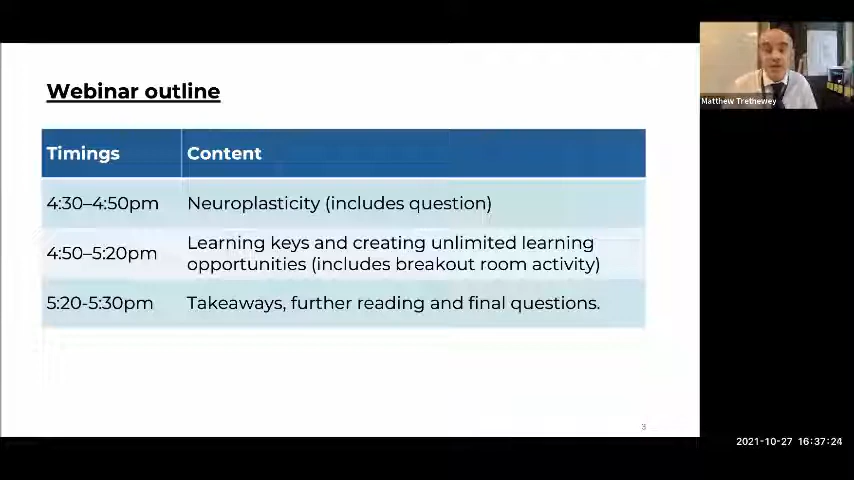 Webinar outline
Timings
Content
4:30–4:50pm
Neuroplasticity (includes question)
4:50–5:20pm
Learning keys and creating unlimited learning
opportunities (includes breakout room activity)
5:20-5:30pm
Takeaways, further reading and final questions.
3
Matthew Trethewey
2021-10-27 16:37:24